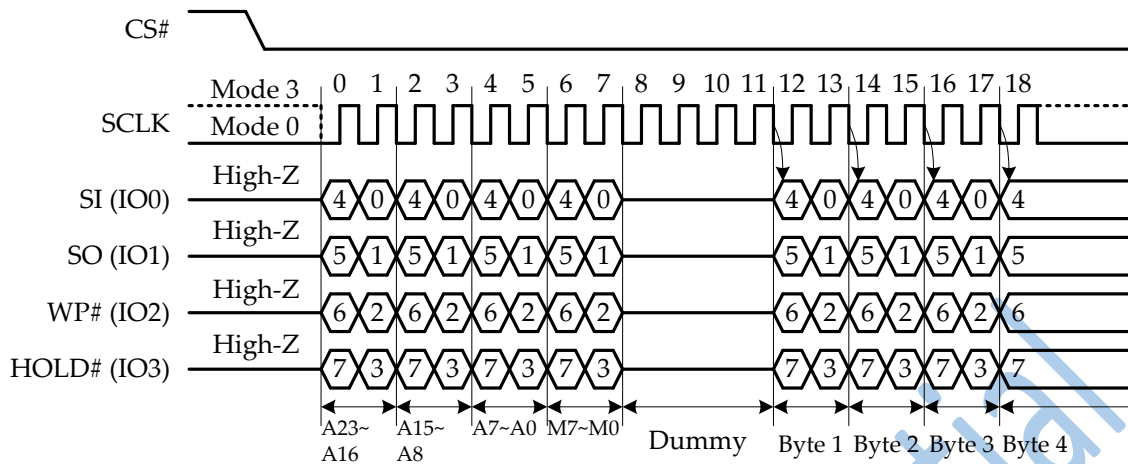 CS#
Mode 3 0 1 2 3 4 5 6 7 8 9 10 11 12 13 14 15 16 17 18
SCLK
Mode 0
High-Z
SI (IO0) 4 0 4 0 4 0 4 0 4 0 4 0 4 0 4
High-Z
SO (IO1) 5 1 5 1 5 1 5 1 5 1 5 1 5 1 5
High-Z
WP# (IO2) 6 2 6 2 6 2 6 2 6 2 6 2 6 2 6
High-Z
HOLD# (IO3) 7 3 7 3 7 3 7 3 7 3 7 3 7 3 7
A23~ A15~ A7~A0 M7~M0 Dummy Byte 1 Byte 2 Byte 3 Byte 4
A16 A8